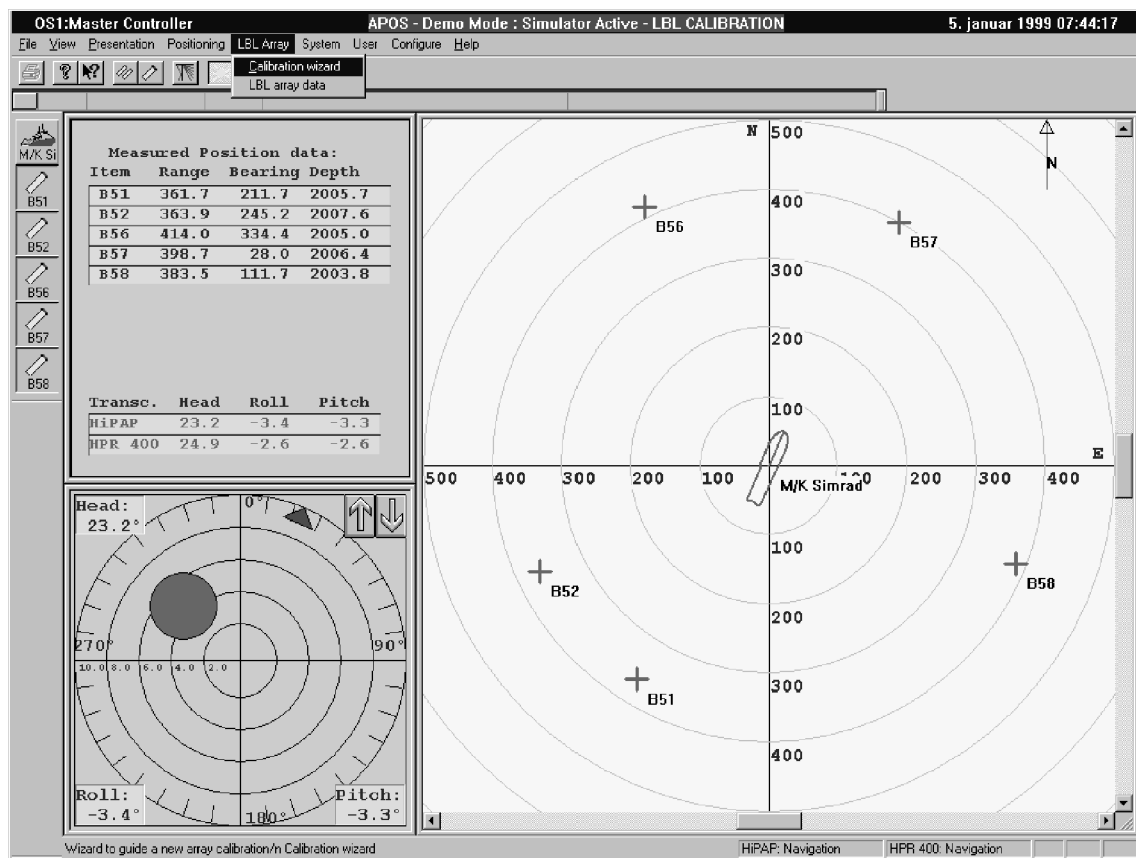 OS1:Master Controller APOS - Demo Mode : Simulator Active - LBL CALIBRATION 5. januar 1999 07:44:17
File View Presentation Positioning LBL Array System User Configure Help
Calibration wizard
LBL array data
M/K Si
B51
B52
B56
B57
B58
Measured Position data:
Item Range Bearing Depth
B51 361.7 211.7 2005.7
B52 363.9 245.2 2007.6
B56 414.0 334.4 2005.0
B57 398.7 28.0 2006.4
B58 383.5 111.7 2003.8
Transc. Head Roll Pitch
HiPAP 23.2 -3.4 -3.3
HPR 400 24.9 -2.6 -2.6
Head:
23.2°
0°
270°
90°
10.0 8.0 6.0 4.0 2.0
Roll:
-3.4°
180°
Pitch:
-3.3°
N 500
N
400
B56
B57
300
200
100
E
500 400 300 200 100 200 300 400
M/K Simrad
100
B52
B58
200
300
B51
400
Wizard to guide a new array calibration/n Calibration wizard HiPAP: Navigation HPR 400: Navigation